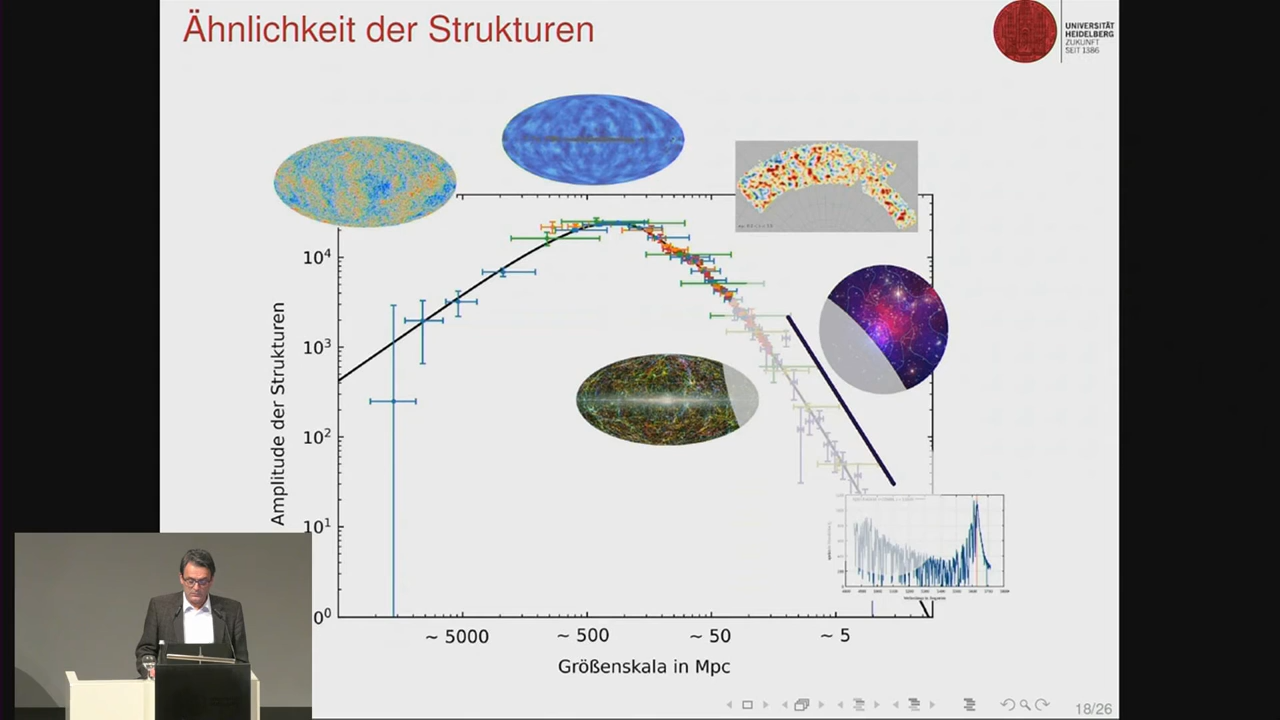 Ähnlichkeit der Strukturen
UNIVERSITÄT
HEIDELBERG
ZUKUNFT
SEIT 1386
Amplitude der Strukturen
10⁴
10³
10²
10¹
10⁰
~ 5000
~ 500
~ 50
~ 5
Größenskala in Mpc
18/26